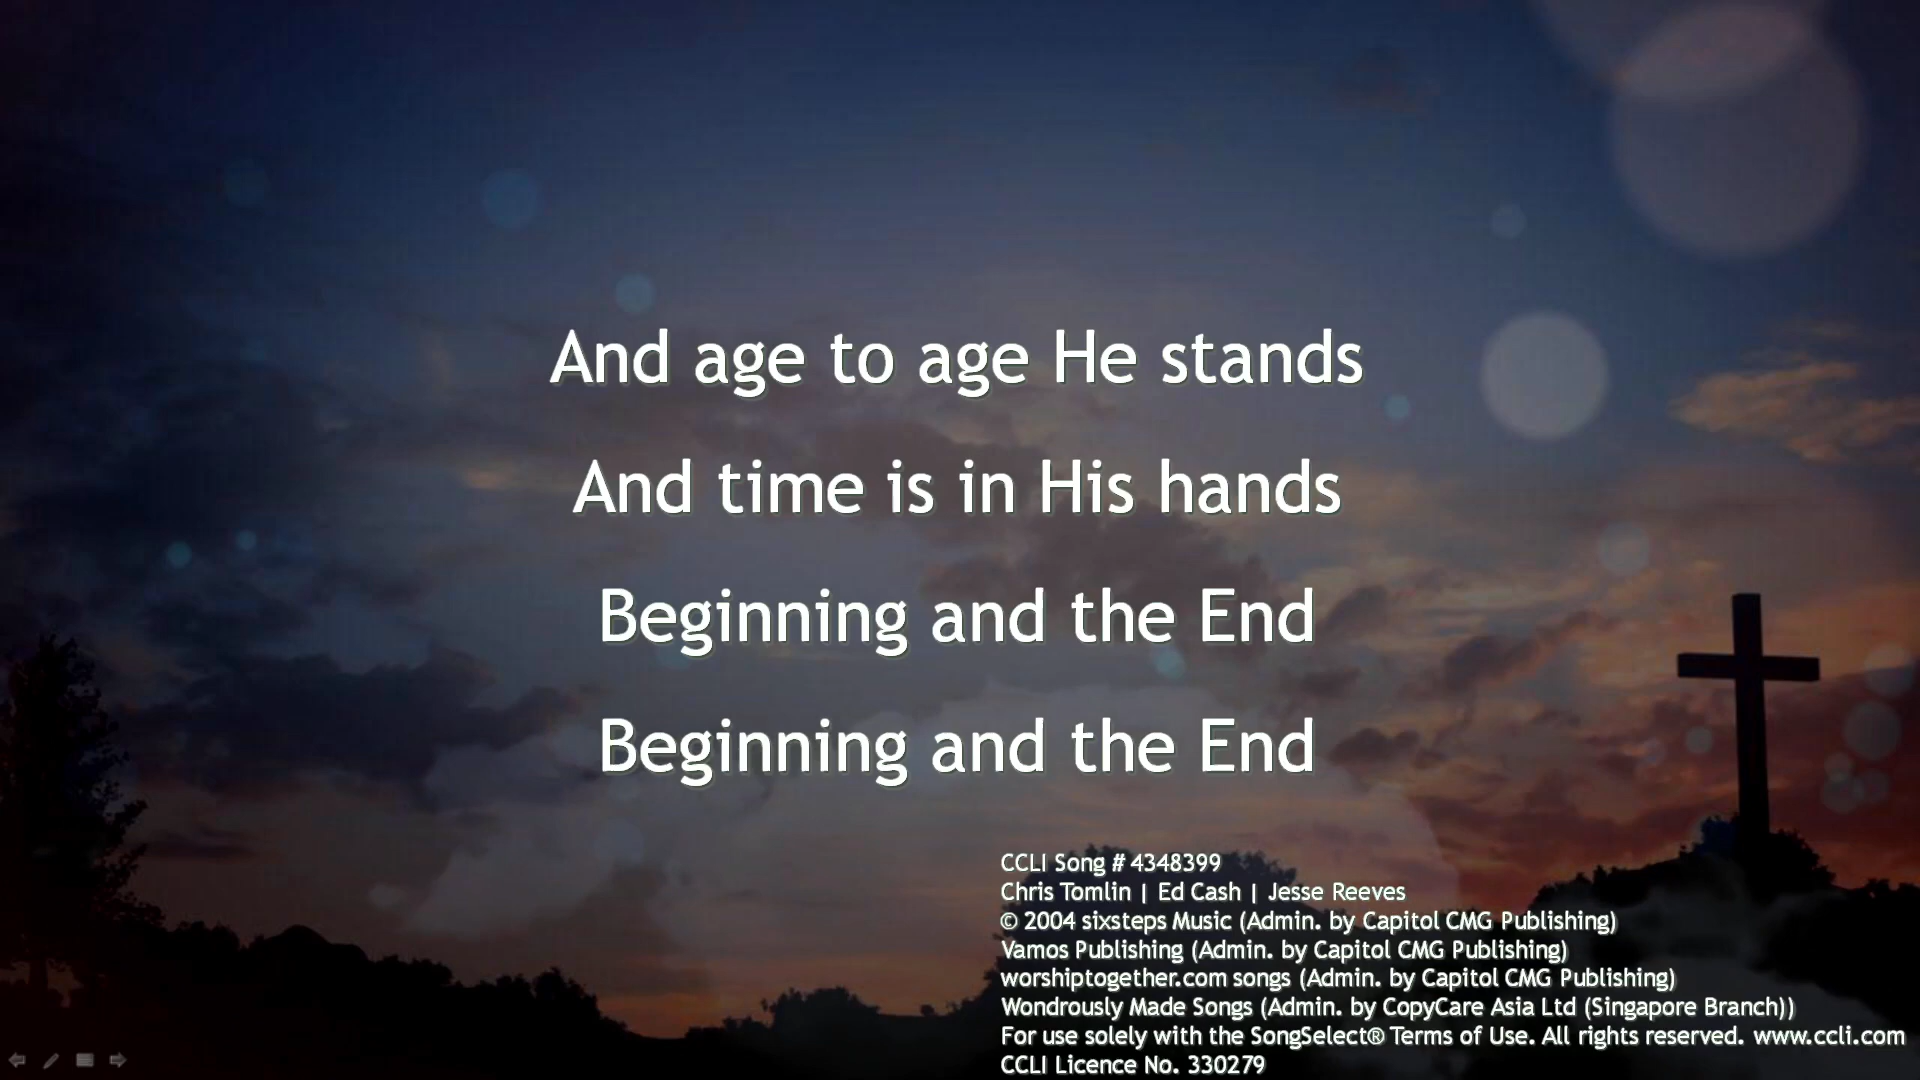 And age to age He stands
And time is in His hands
Beginning and the End
Beginning and the End
CCLI Song # 4348399
Chris Tomlin | Ed Cash | Jesse Reeves
© 2004 sixsteps Music (Admin. by Capitol CMG Publishing)
Vamos Publishing (Admin. by Capitol CMG Publishing)
worshiptogether.com songs (Admin. by Capitol CMG Publishing)
Wondrously Made Songs (Admin. by CopyCare Asia Ltd (Singapore Branch))
For use solely with the SongSelect® Terms of Use. All rights reserved. www.ccli.com
CCLI Licence No. 330279